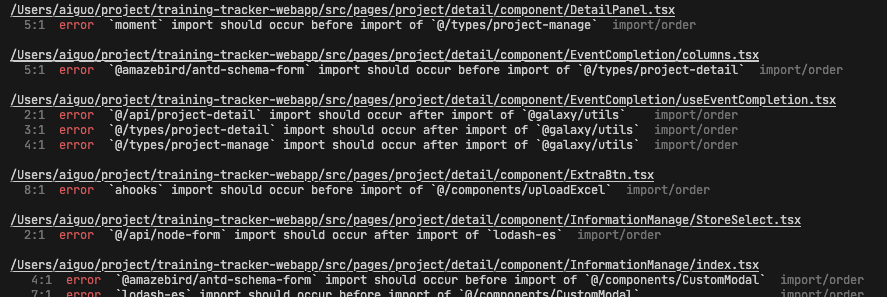 /Users/aiguo/project/training-tracker-webapp/src/pages/project/detail/component/DetailPanel.tsx
5:1 error `moment` import should occur before import of `@/types/project-manage` import/order
/Users/aiguo/project/training-tracker-webapp/src/pages/project/detail/component/EventCompletion/columns.tsx
5:1 error `@amazebird/antd-schema-form` import should occur before import of `@/types/project-detail` import/order
/Users/aiguo/project/training-tracker-webapp/src/pages/project/detail/component/EventCompletion/useEventCompletion.tsx
2:1 error `@/api/project-detail` import should occur after import of `@galaxy/utils` import/order
3:1 error `@/types/project-detail` import should occur after import of `@galaxy/utils` import/order
4:1 error `@/types/project-manage` import should occur after import of `@galaxy/utils` import/order
/Users/aiguo/project/training-tracker-webapp/src/pages/project/detail/component/ExtraBtn.tsx
8:1 error `ahooks` import should occur before import of `@/components/uploadExcel` import/order
/Users/aiguo/project/training-tracker-webapp/src/pages/project/detail/component/InformationManage/StoreSelect.tsx
2:1 error `@/api/node-form` import should occur after import of `lodash-es` import/order
/Users/aiguo/project/training-tracker-webapp/src/pages/project/detail/component/InformationManage/index.tsx
4:1 error `@amazebird/antd-schema-form` import should occur before import of `@/components/CustomModal` import/order
7:1 error `lodash-es` import should occur before import of `@/components/CustomModal` import/order